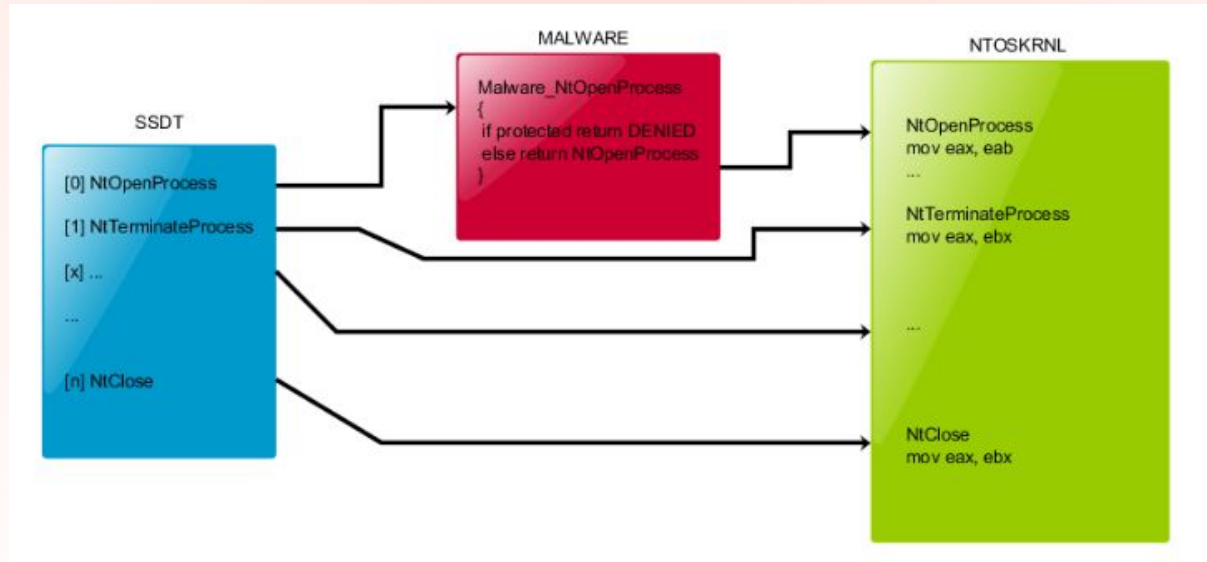 SSDT
[0] NtOpenProcess
[1] NtTerminateProcess
[x] ...
...
[n] NtClose
MALWARE
Malware_NtOpenProcess
{
if protected return DENIED
else return NtOpenProcess
}
NTOSKRNL
NtOpenProcess
mov eax, eab
...
NtTerminateProcess
mov eax, ebx
...
NtClose
mov eax, ebx